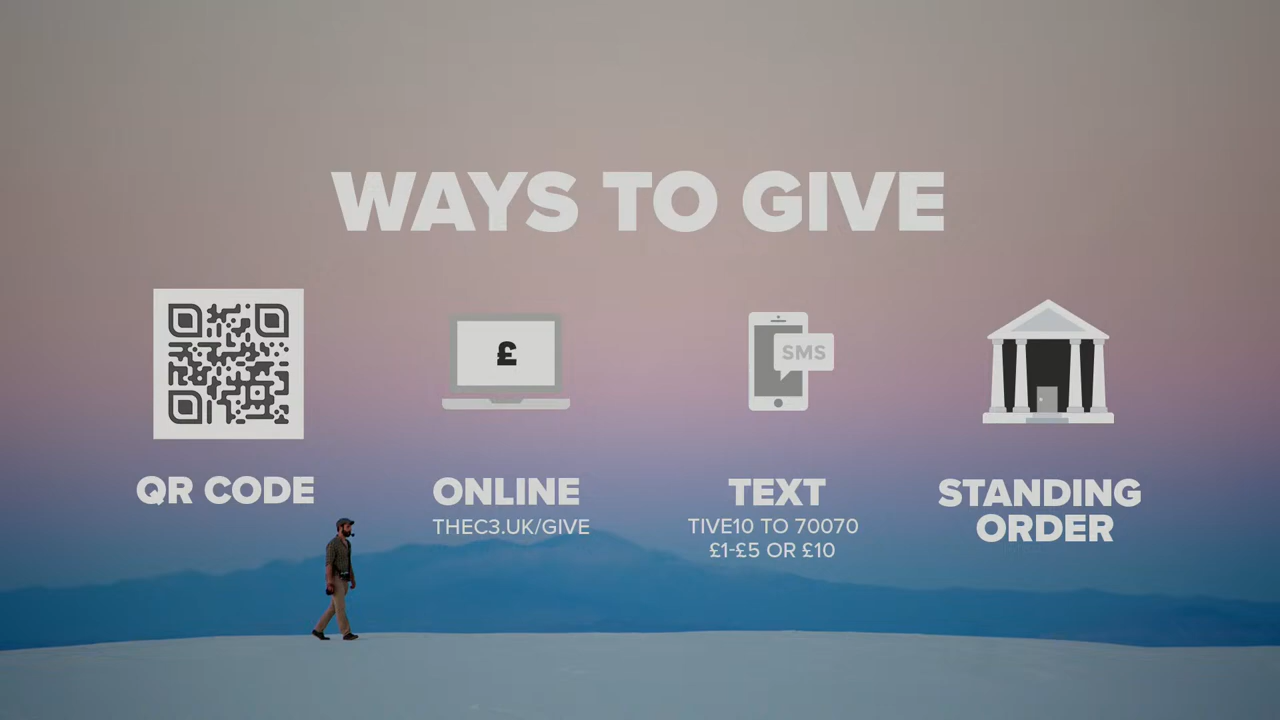 WAYS TO GIVE
£
SMS
QR CODE
ONLINE
THEC3.UK/GIVE
TEXT
TIVE10 TO 70070
£1-£5 OR £10
STANDING
ORDER